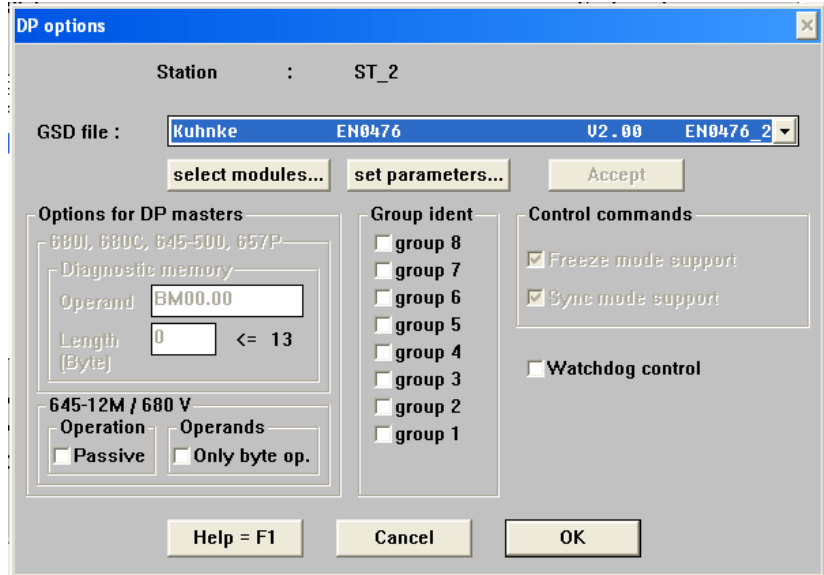 DP options
Station : ST_2
GSD file : Kuhnke EN0476 V2.00 EN0476_2
select modules... set parameters... Accept
Options for DP masters
680I, 680C, 645-500, 657P
Diagnostic memory
Operand BM00.00
Length [Byte] 0 <= 13
645-12M / 680 V
Operation
Passive
Operands
Only byte op.
Group ident
group 8
group 7
group 6
group 5
group 4
group 3
group 2
group 1
Control commands
Freeze mode support
Sync mode support
Watchdog control
Help = F1 Cancel OK